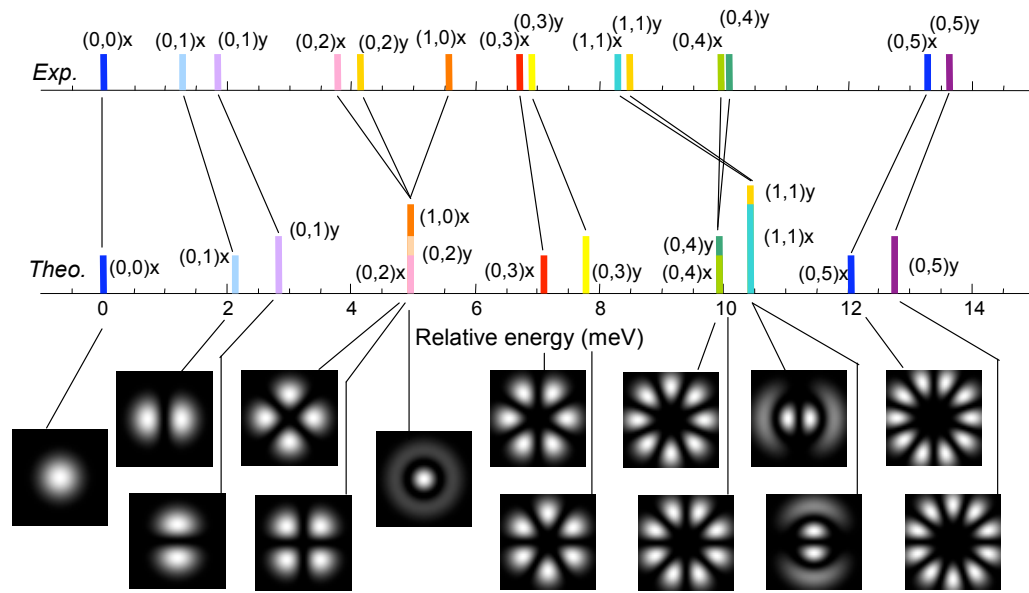 (0,0)x
(0,1)x
(0,1)y
(0,2)x
(0,2)y
(1,0)x
(0,3)x
(0,3)y
(1,1)x
(1,1)y
(0,4)x
(0,4)y
(0,5)x
(0,5)y
Exp.
Theo.
(0,0)x
(0,1)x
(0,1)y
(1,0)x
(0,2)y
(0,2)x
(0,3)x
(0,3)y
(0,4)y
(0,4)x
(1,1)y
(1,1)x
(0,5)x
(0,5)y
0 2 4 6 8 10 12 14
Relative energy (meV)